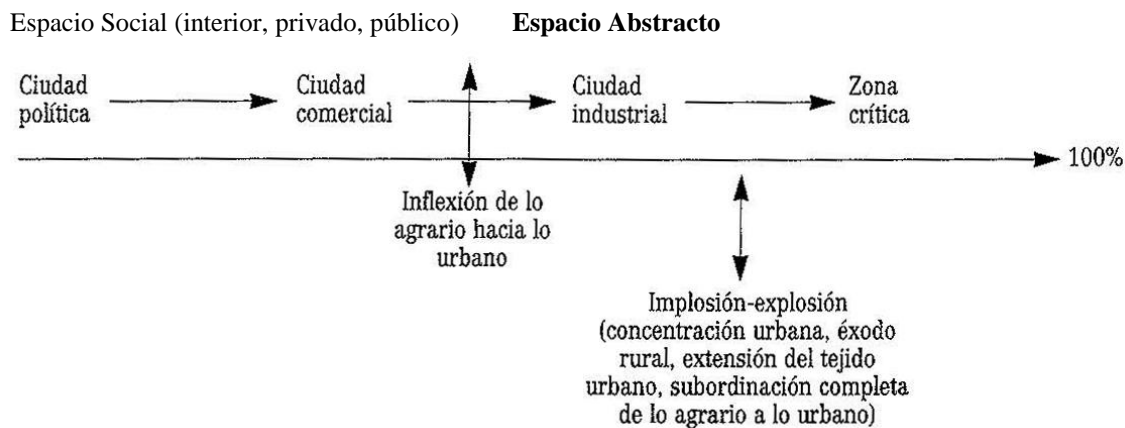 Espacio Social (interior, privado, público) Espacio Abstracto
Ciudad
política
Ciudad
comercial
Ciudad
industrial
Zona
crítica
100%
Inflexión de lo
agrario hacia lo
urbano
Implosión-explosión
(concentración urbana, éxodo
rural, extensión del tejido
urbano, subordinación completa
de lo agrario a lo urbano)